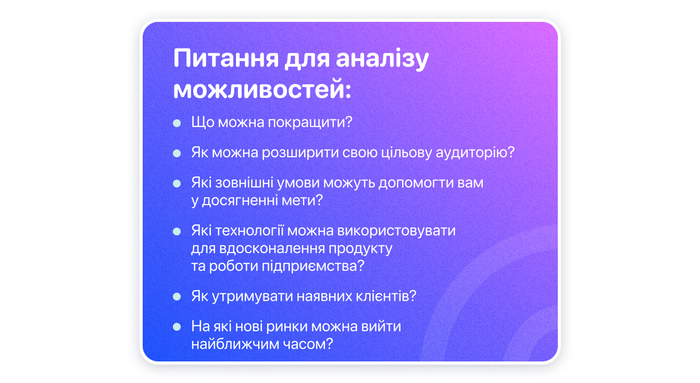 Питання для аналізу
можливостей:
Що можна покращити?
Як можна розширити свою цільову аудиторію?
Які зовнішні умови можуть допомогти вам
у досягненні мети?
Які технології можна використовувати
для вдосконалення продукту
та роботи підприємства?
Як утримувати наявних клієнтів?
На які нові ринки можна вийти
найближчим часом?